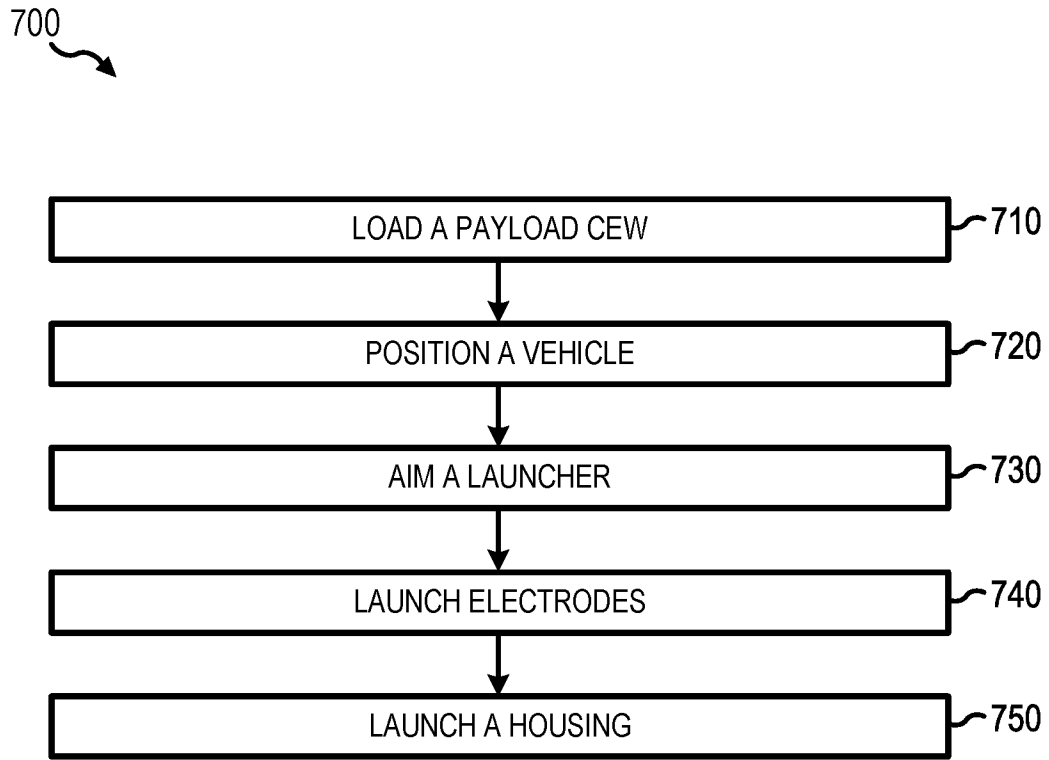 700
LOAD A PAYLOAD CEW 710
POSITION A VEHICLE 720
AIM A LAUNCHER 730
LAUNCH ELECTRODES 740
LAUNCH A HOUSING 750